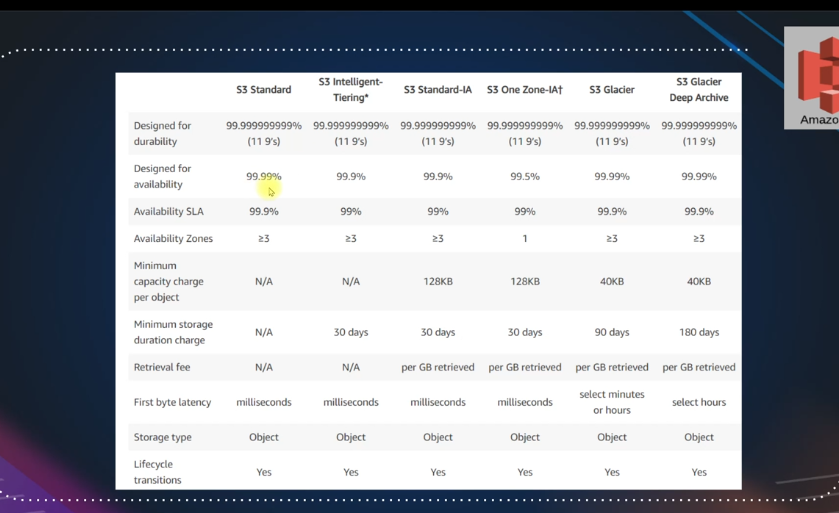 S3 Standard S3 Intelligent-Tiering* S3 Standard-IA S3 One Zone-IA† S3 Glacier S3 Glacier Deep Archive
Designed for durability 99.999999999% (11 9's) 99.999999999% (11 9's) 99.999999999% (11 9's) 99.999999999% (11 9's) 99.999999999% (11 9's) 99.999999999% (11 9's)
Designed for availability 99.99% 99.9% 99.9% 99.5% 99.99% 99.99%
Availability SLA 99.9% 99% 99% 99% 99.9% 99.9%
Availability Zones ≥3 ≥3 ≥3 1 ≥3 ≥3
Minimum capacity charge per object N/A N/A 128KB 128KB 40KB 40KB
Minimum storage duration charge N/A 30 days 30 days 30 days 90 days 180 days
Retrieval fee N/A N/A per GB retrieved per GB retrieved per GB retrieved per GB retrieved
First byte latency milliseconds milliseconds milliseconds milliseconds select minutes or hours select hours
Storage type Object Object Object Object Object Object
Lifecycle transitions Yes Yes Yes Yes Yes Yes
Amazo